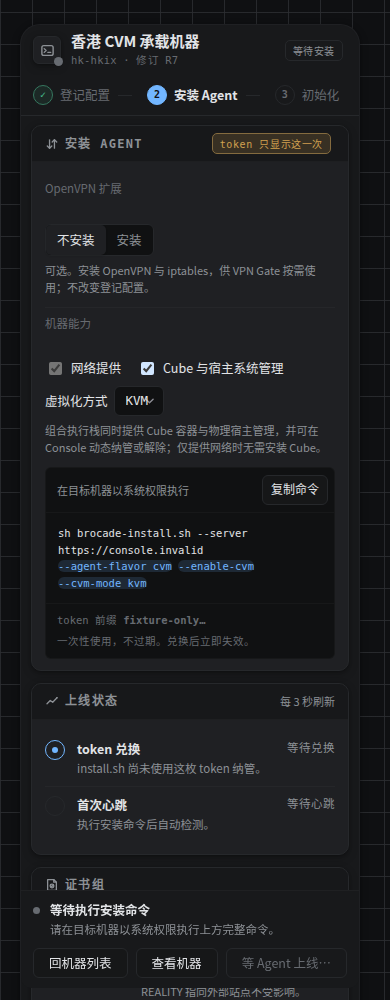 香港 CVM 承载机器
hk-hkix · 修订 R7
等待安装
✓ 登记配置
2 安装 Agent
3 初始化
安装 AGENT
token 只显示这一次
OpenVPN 扩展
不安装
安装
可选。安装 OpenVPN 与 iptables，供 VPN Gate 按需使
用；不改变登记配置。
机器能力
网络提供
Cube 与宿主系统管理
虚拟化方式
KVM
组合执行栈同时提供 Cube 容器与物理宿主管理，并可在
Console 动态纳管或解除；仅提供网络时无需安装 Cube。
在目标机器以系统权限执行
复制命令
sh brocade-install.sh --server
https://console.invalid
--agent-flavor cvm --enable-cvm
--cvm-mode kvm
token 前缀 fixture-only…
一次性使用，不过期。兑换后立即失效。
上线状态
每 3 秒刷新
token 兑换
等待兑换
install.sh 尚未使用这枚 token 纳管。
首次心跳
等待心跳
执行安装命令后自动检测。
证书组
等待执行安装命令
请在目标机器以系统权限执行上方完整命令。
回机器列表
查看机器
等 Agent 上线…
REALITY 指向外部站点不受影响。